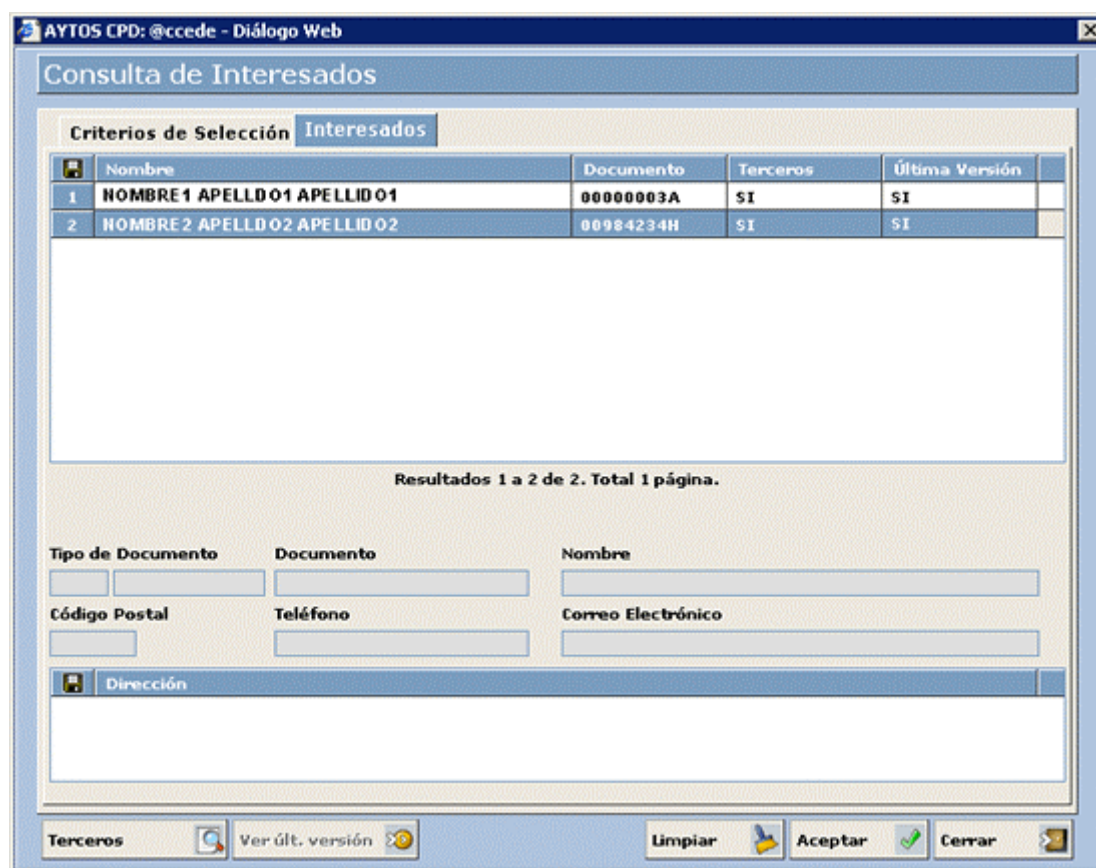 AYTOS CPD: @ccede - Diálogo Web
Consulta de Interesados
Criterios de Selección Interesados
Nombre Documento Terceros Última Versión
1 NOMBRE1 APELLDO1 APELLIDO1 00000003A SI SI
2 NOMBRE2 APELLDO2 APELLIDO2 00984234H SI SI
Resultados 1 a 2 de 2. Total 1 página.
Tipo de Documento Documento Nombre
Código Postal Teléfono Correo Electrónico
Dirección
Terceros Ver últ. versión Limpiar Aceptar Cerrar